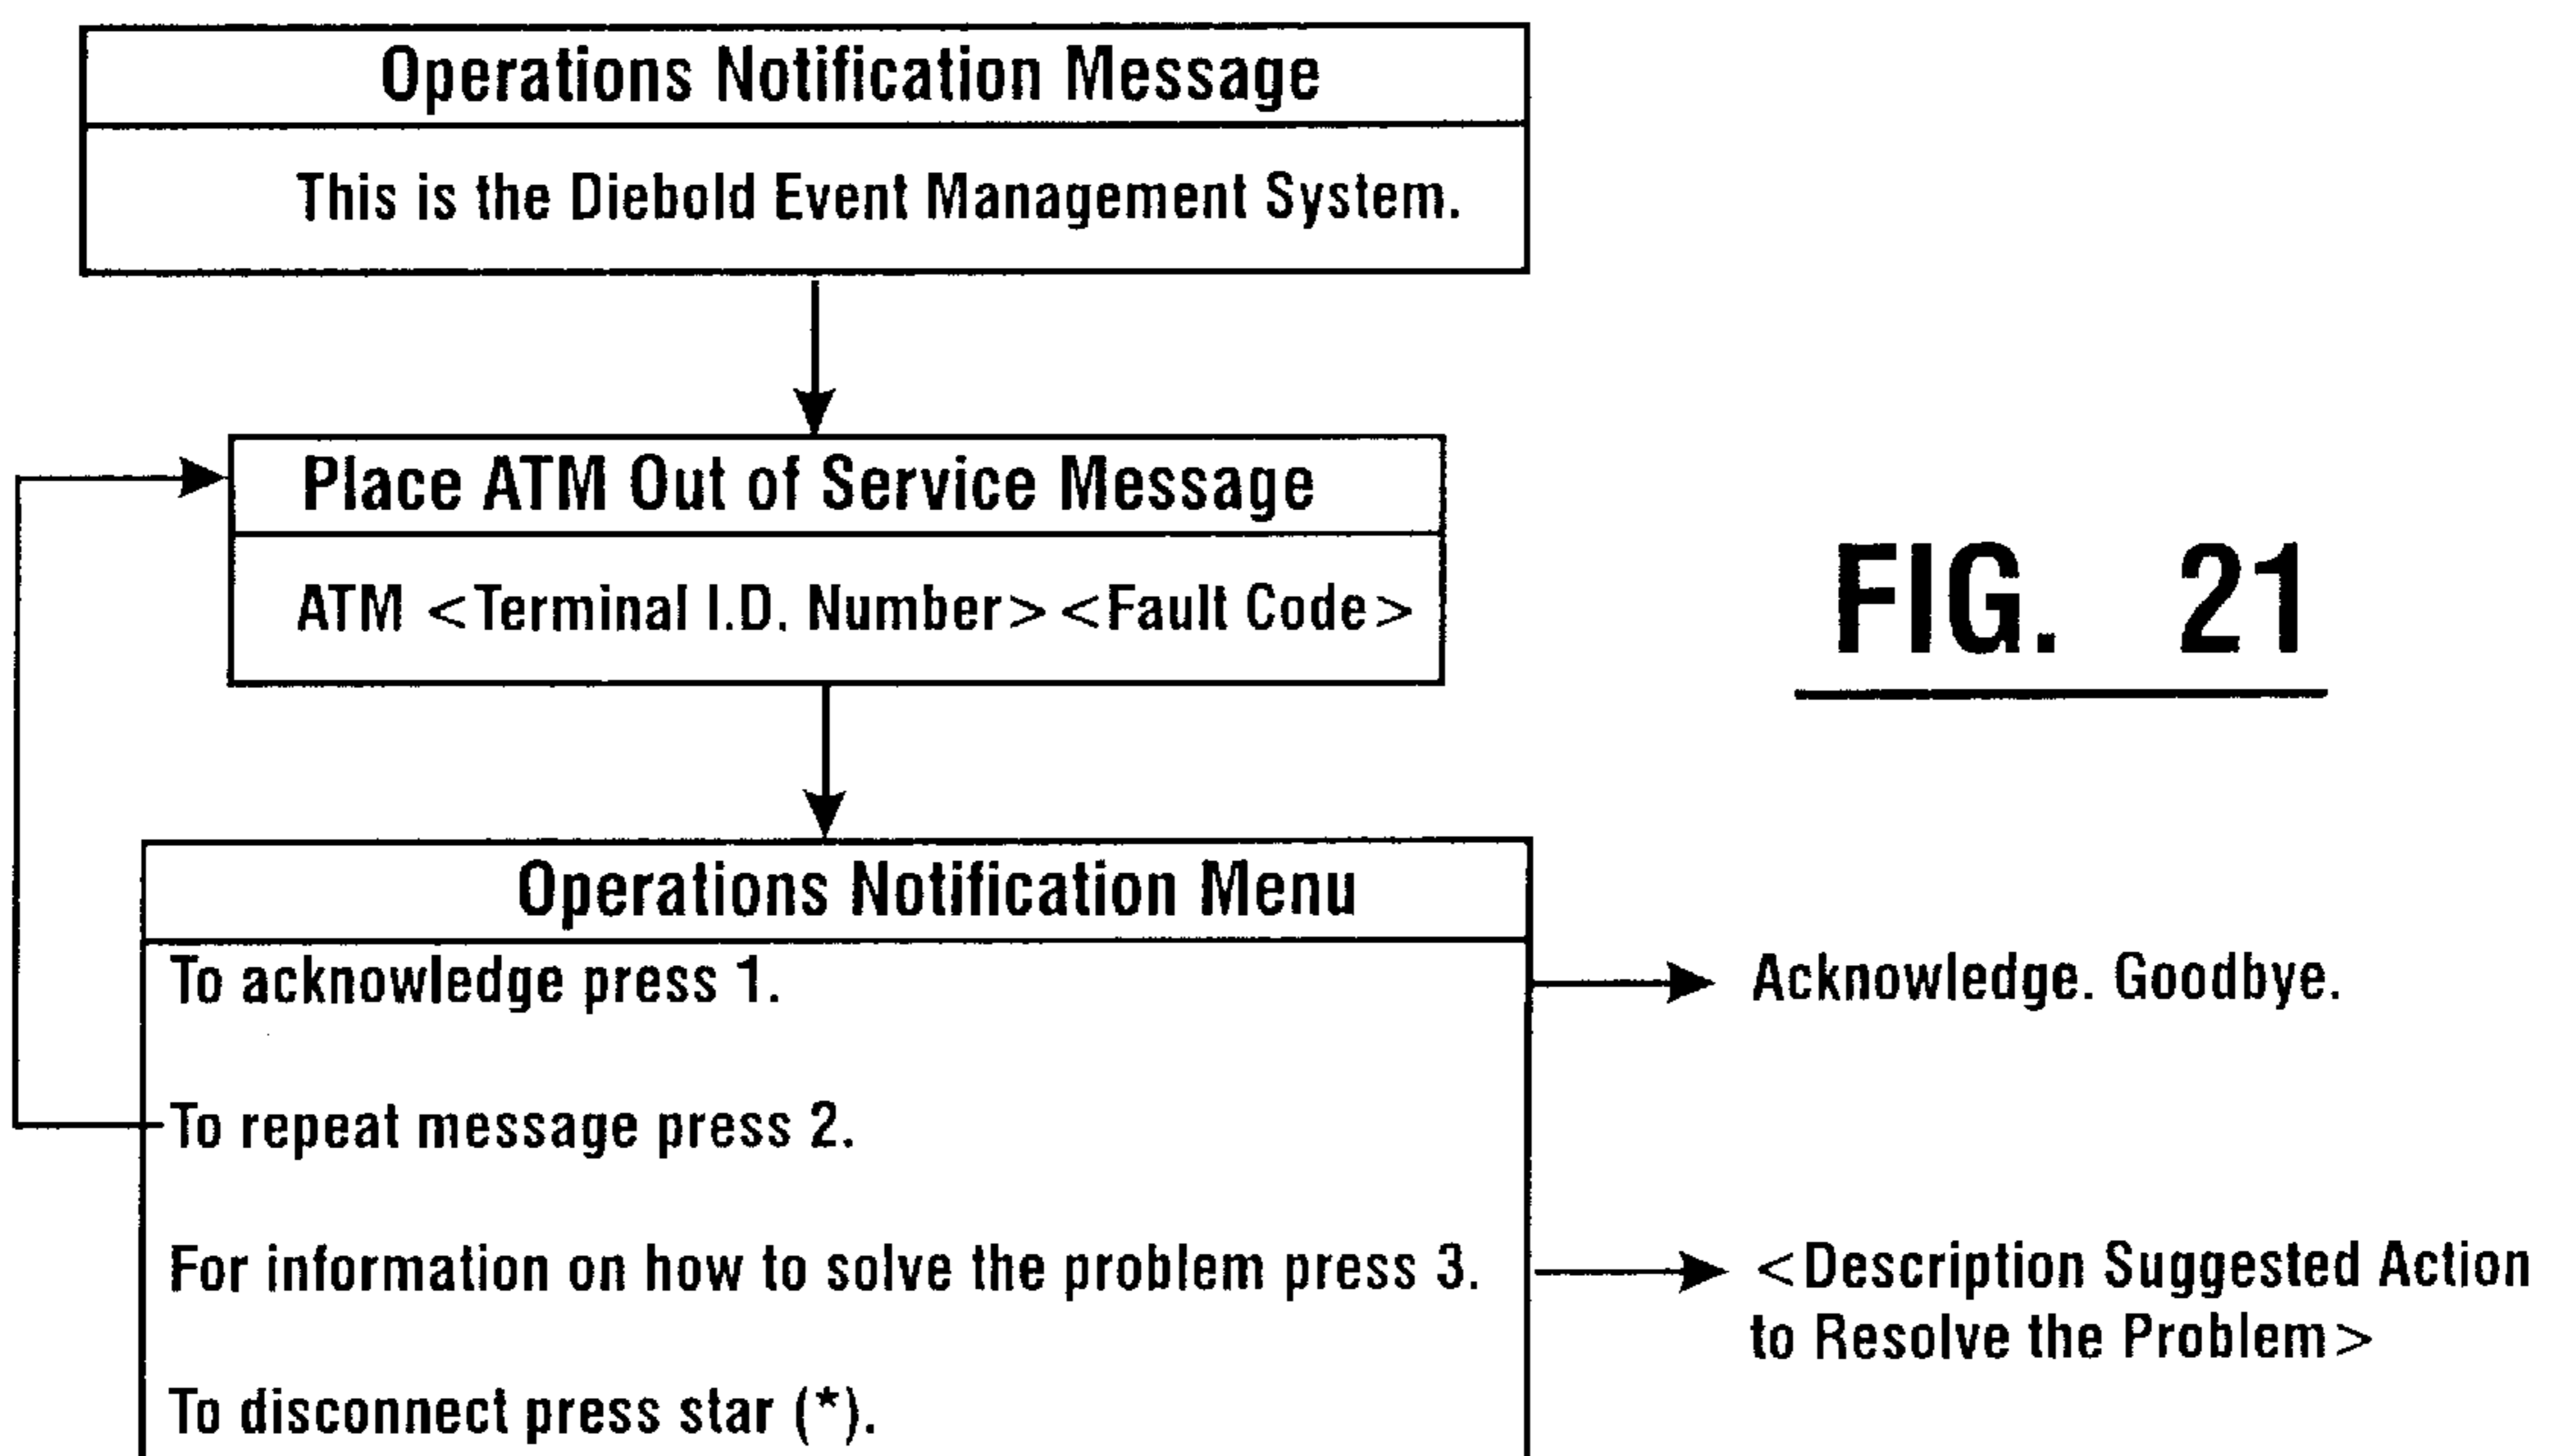 Operations Notification Message
This is the Diebold Event Management System.
Place ATM Out of Service Message
ATM <Terminal I.D. Number> <Fault Code>
FIG. 21
Operations Notification Menu
To acknowledge press 1.
Acknowledge. Goodbye.
To repeat message press 2.
For information on how to solve the problem press 3.
<Description Suggested Action
to Resolve the Problem>
To disconnect press star (*).